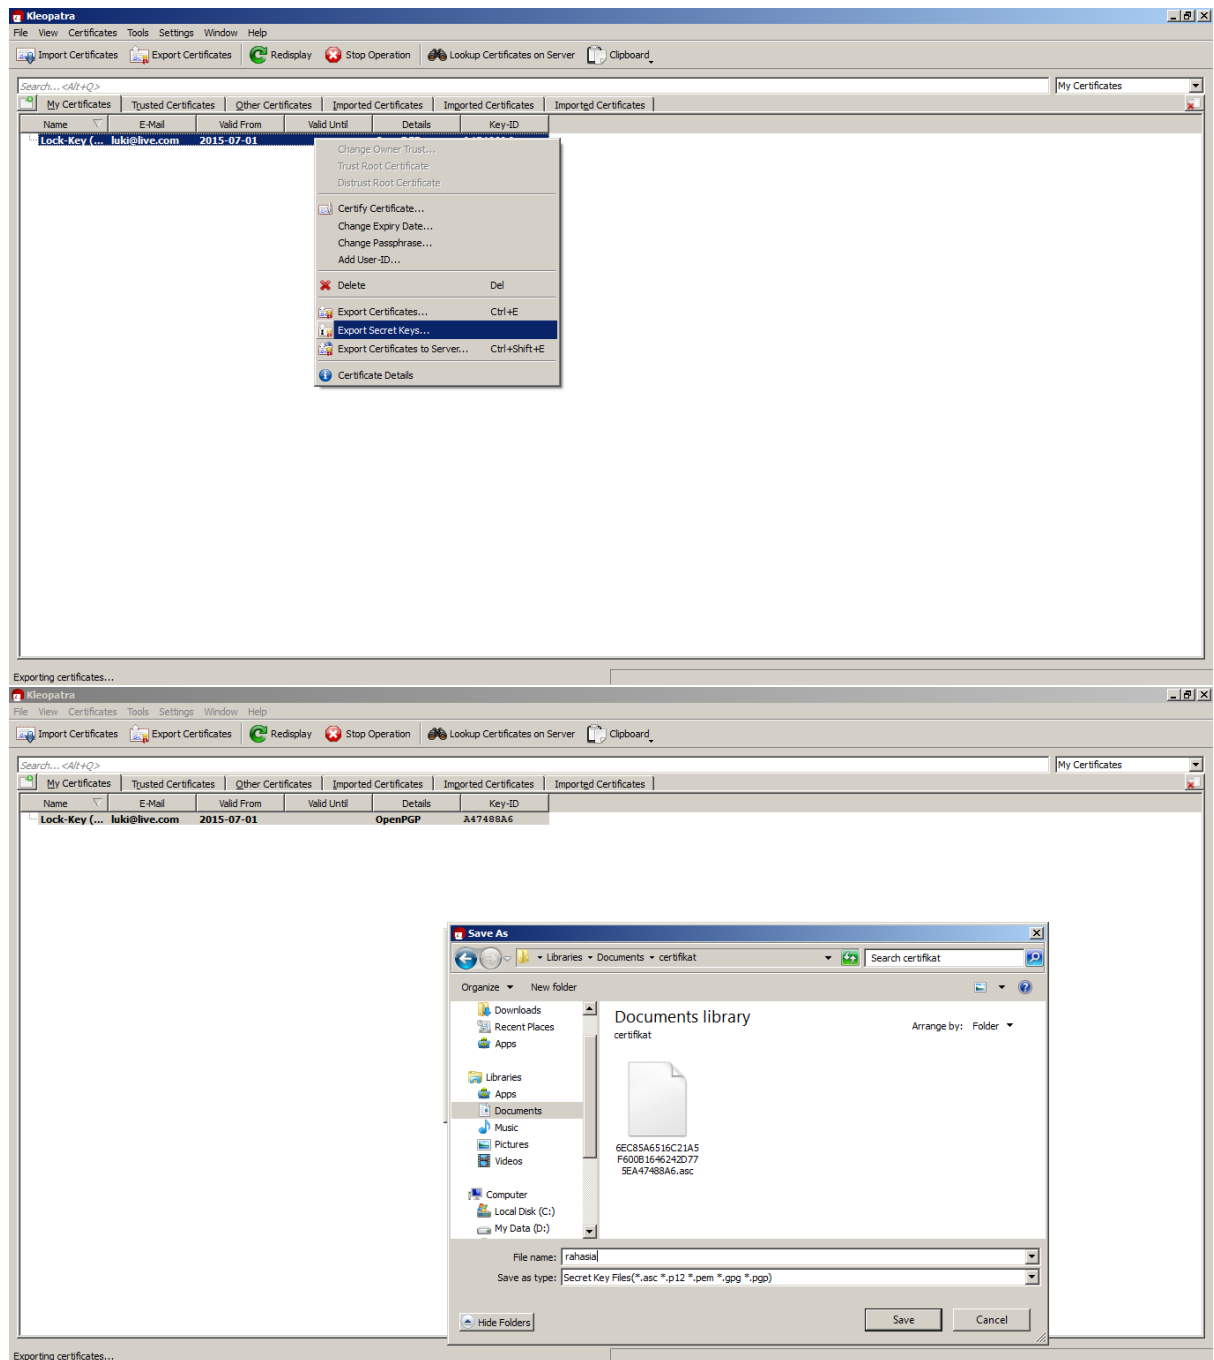 Kleopatra
File View Certificates Tools Settings Window Help
Import Certificates Export Certificates Redisplay Stop Operation Lookup Certificates on Server Clipboard
Search... <Alt+Q> My Certificates
My Certificates Trusted Certificates Other Certificates Imported Certificates Imported Certificates Imported Certificates
Name E-Mail Valid From Valid Until Details Key-ID
Lock-Key (... luki@live.com 2015-07-01
Change Owner Trust...
Trust Root Certificate
Distrust Root Certificate
Certify Certificate...
Change Expiry Date...
Change Passphrase...
Add User-ID...
Delete Del
Export Certificates... Ctrl+E
Export Secret Keys...
Export Certificates to Server... Ctrl+Shift+E
Certificate Details
Exporting certificates...
Kleopatra
File View Certificates Tools Settings Window Help
Import Certificates Export Certificates Redisplay Stop Operation Lookup Certificates on Server Clipboard
Search... <Alt+Q> My Certificates
My Certificates Trusted Certificates Other Certificates Imported Certificates Imported Certificates Imported Certificates
Name E-Mail Valid From Valid Until Details Key-ID
Lock-Key (... luki@live.com 2015-07-01 OpenPGP A47488A6
Save As
Libraries Documents certifikat Search certifikat
Organize New folder
Downloads
Recent Places
Apps
Libraries
Apps
Documents
Music
Pictures
Videos
Computer
Local Disk (C:)
My Data (D:)
Documents library
certifikat
Arrange by: Folder
6EC85A6516C21A5
F600B1646242D77
5EA47488A6.asc
File name: rahasia
Save as type: Secret Key Files(*.asc *.p12 *.pem *.gpg *.pgp)
Hide Folders Save Cancel
Exporting certificates...